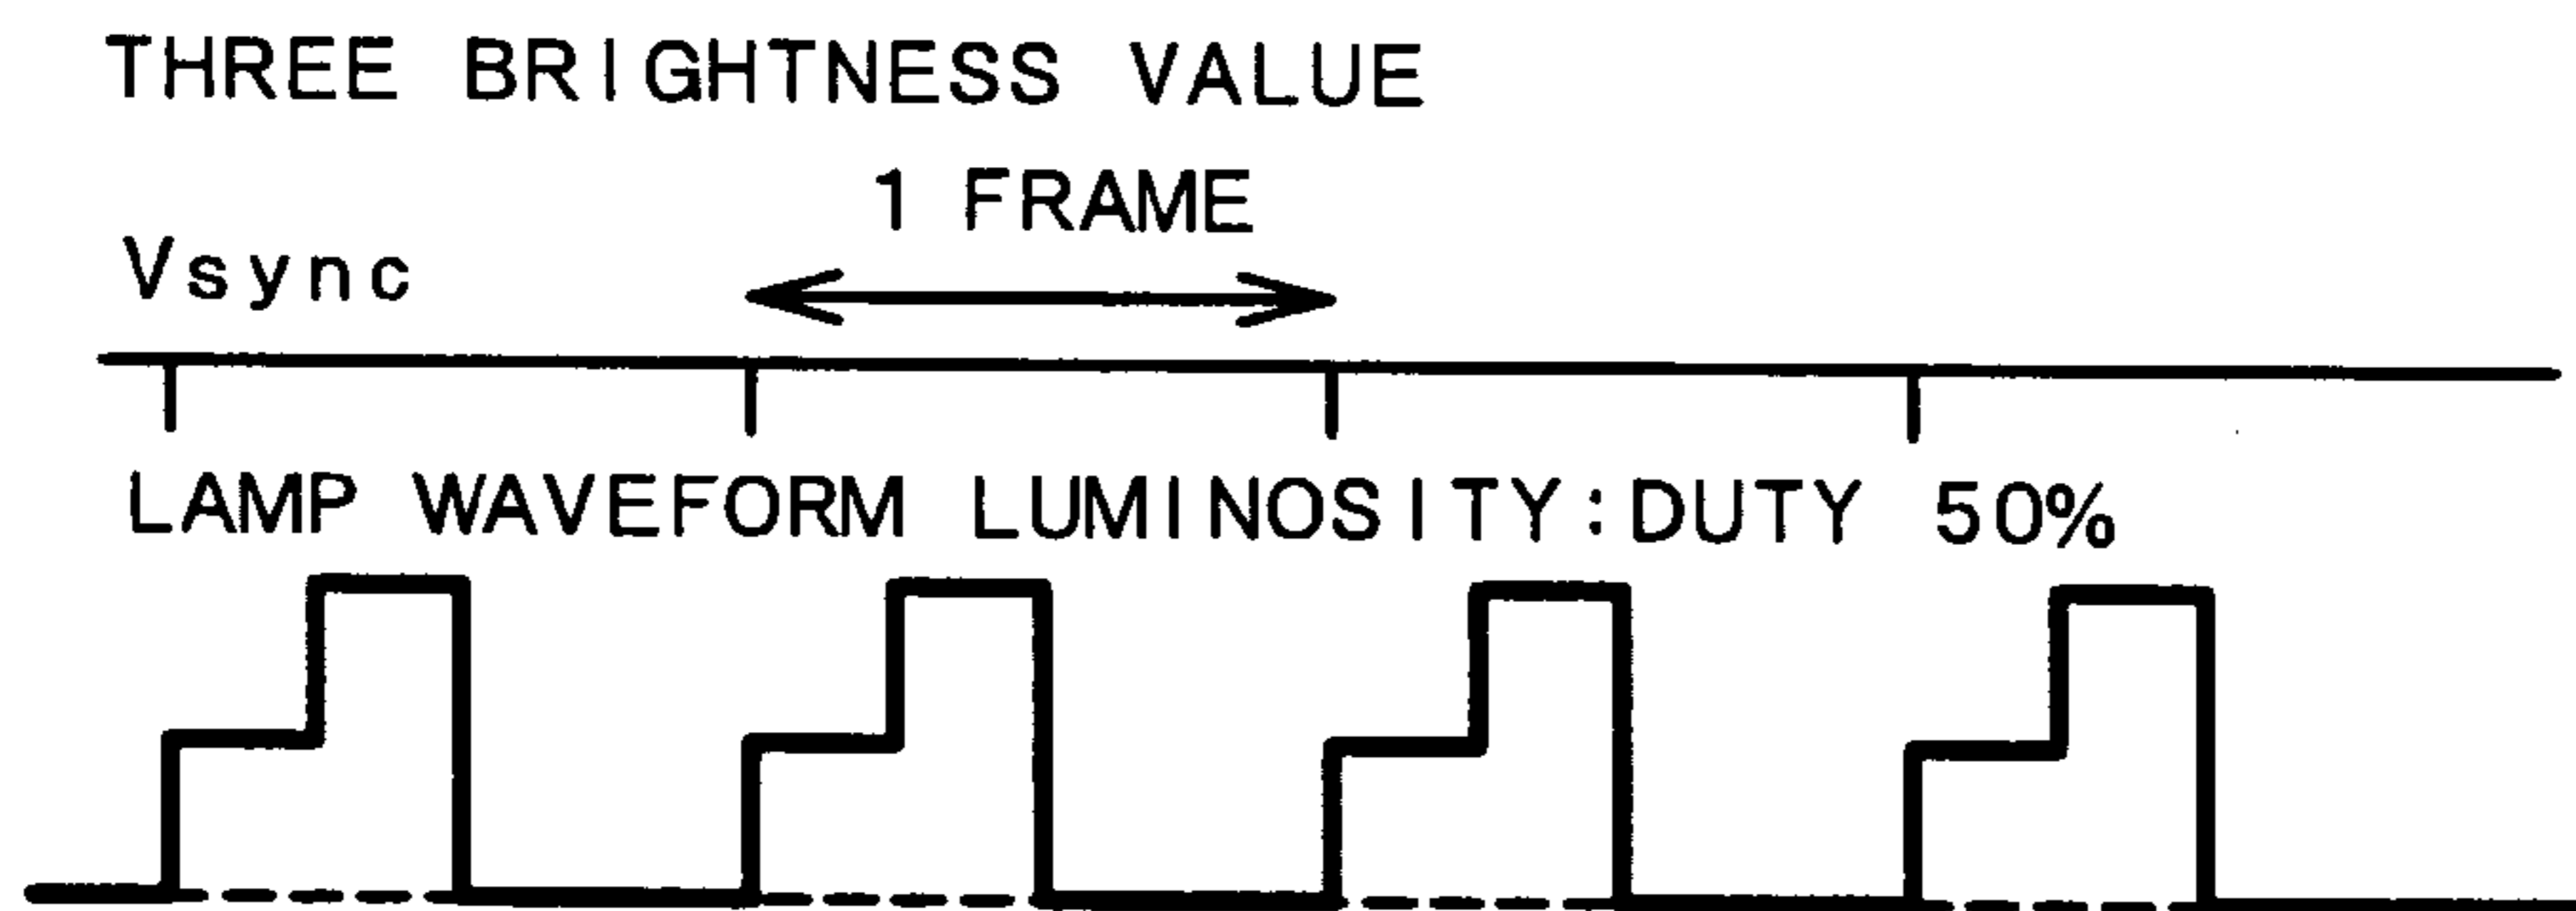 THREE BRIGHTNESS VALUE
1 FRAME
Vsync
LAMP WAVEFORM LUMINOSITY:DUTY 50%